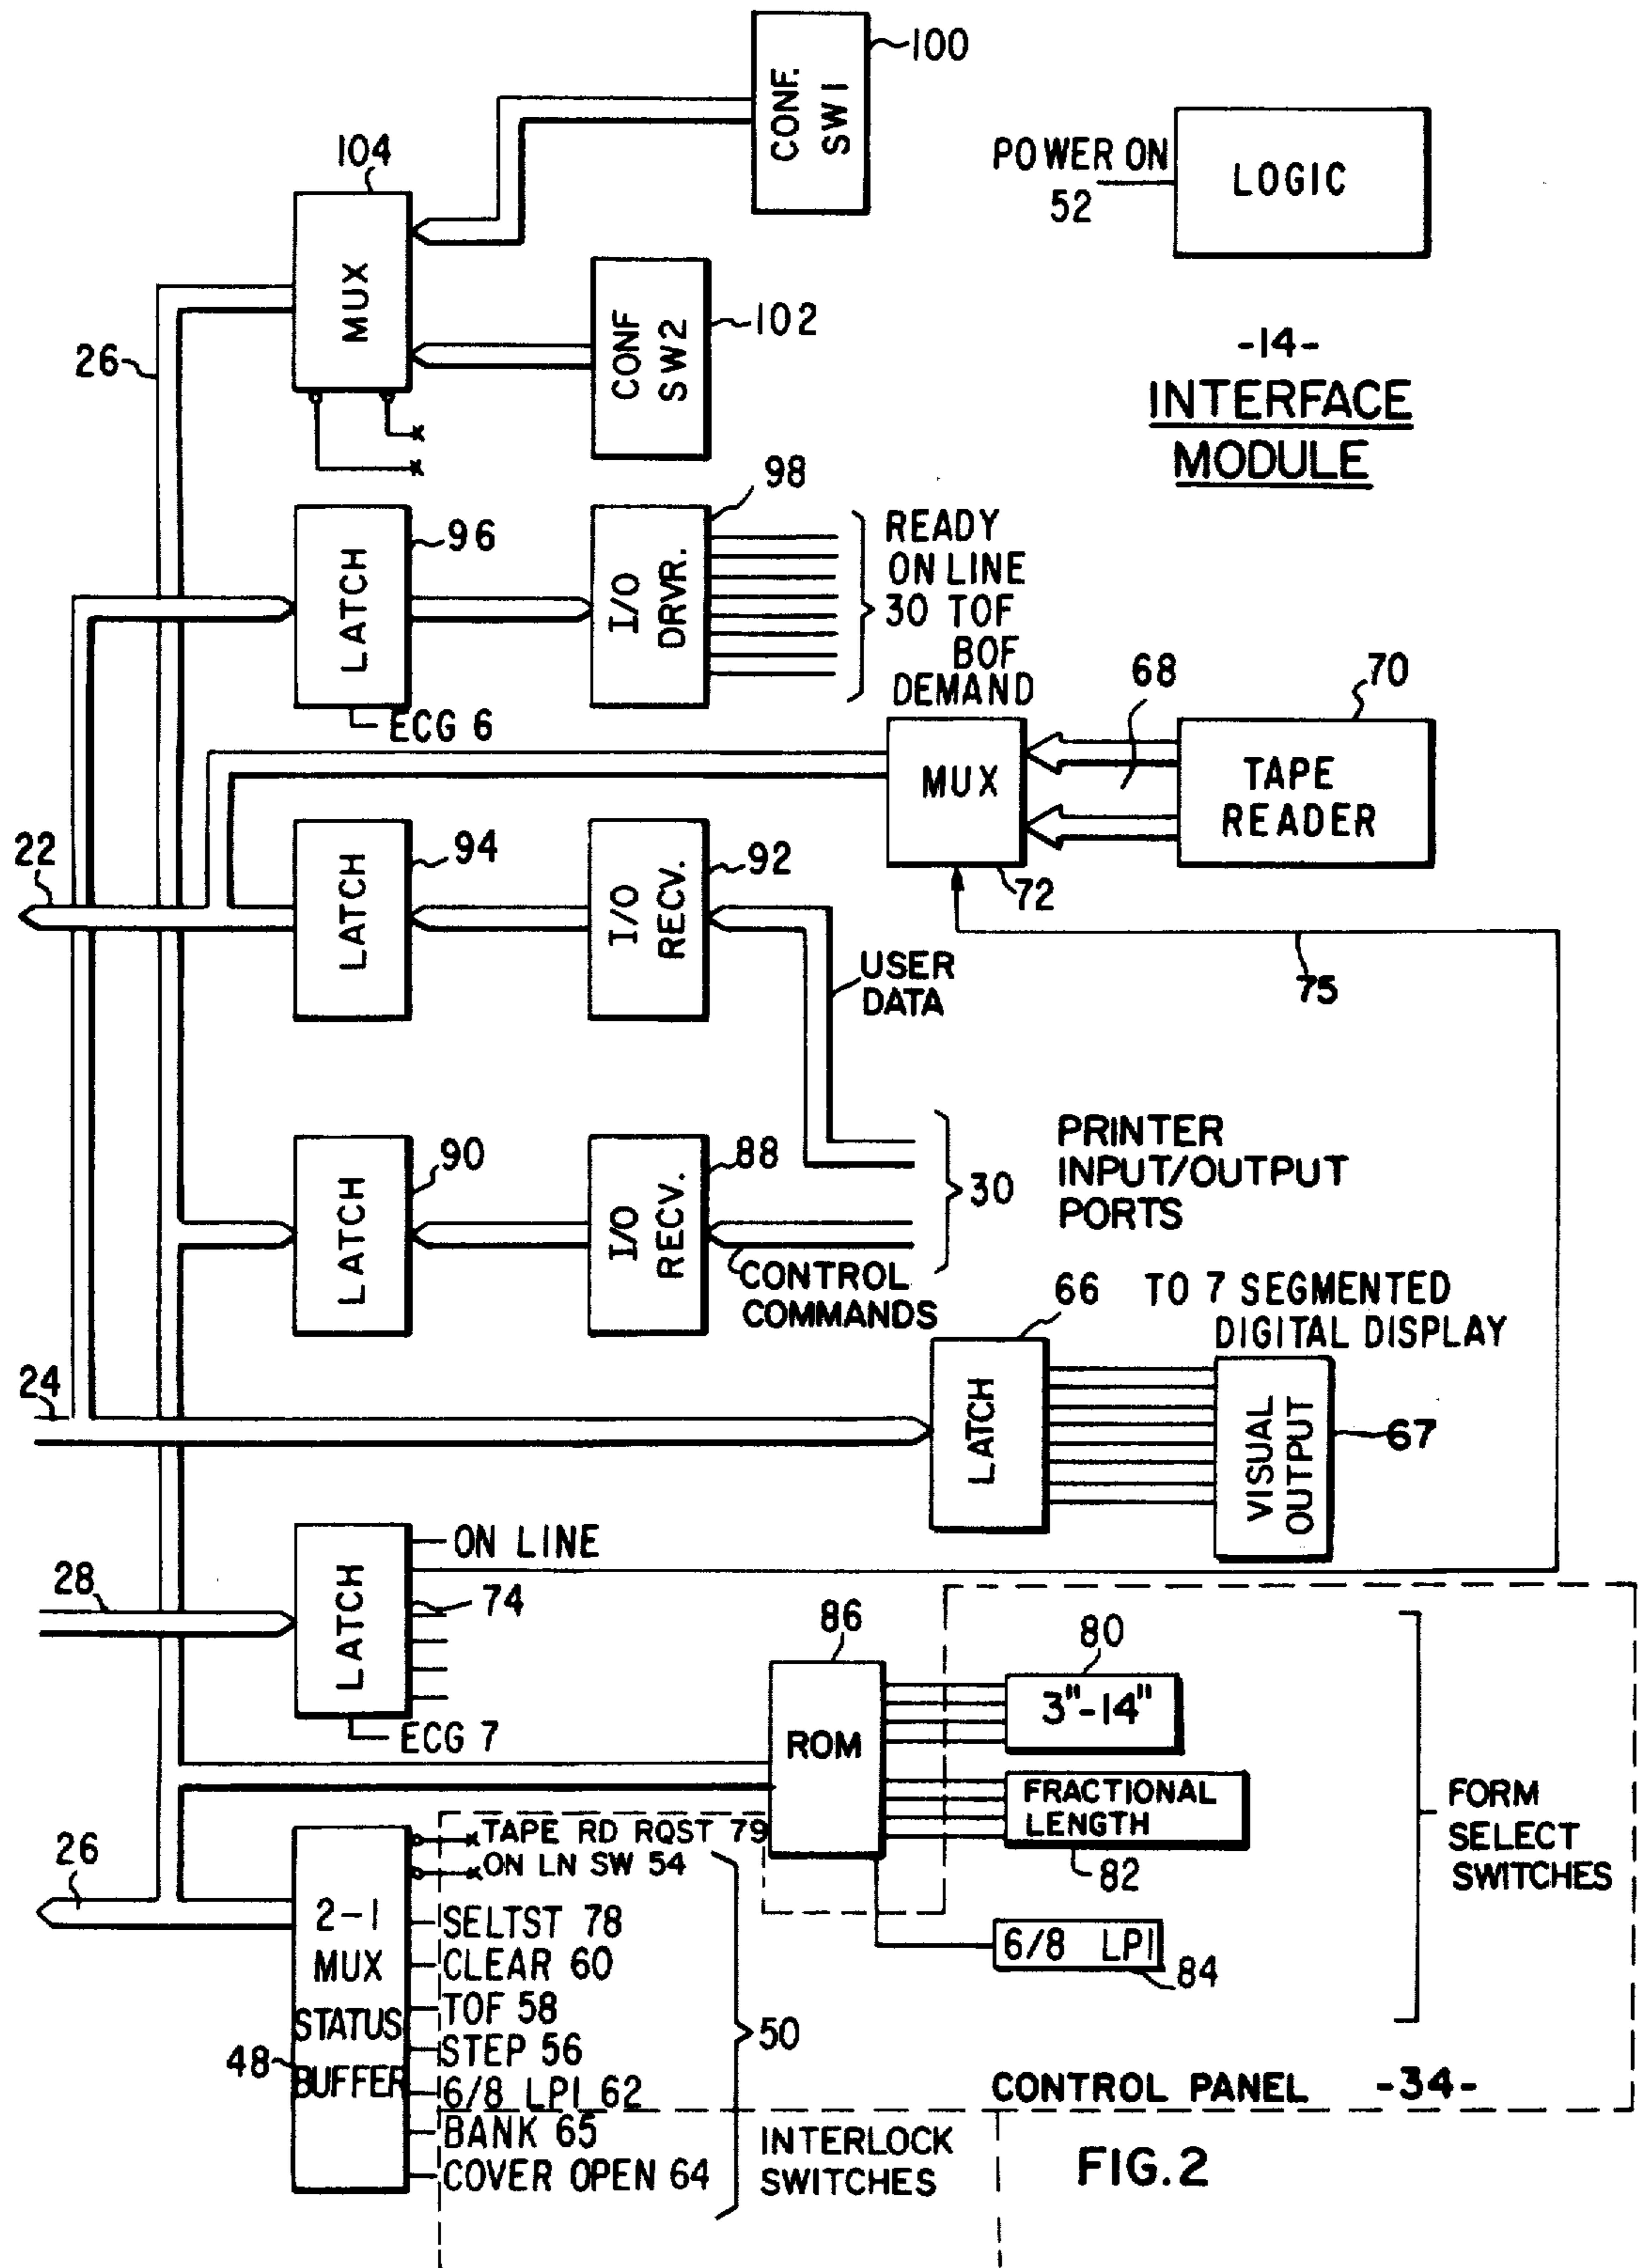 100
CONF.
SW1
POWER ON
52
LOGIC
104
MUX
26
CONF
SW2
102
-14-
INTERFACE
MODULE
LATCH
96
ECG 6
I/O
DRVR.
98
READY
ON LINE
30 TOF
BOF
DEMAND
68
70
MUX
72
TAPE
READER
22
LATCH
94
I/O
RECV.
92
USER
DATA
75
LATCH
90
I/O
RECV.
88
30
PRINTER
INPUT/OUTPUT
PORTS
CONTROL
COMMANDS
66
TO 7 SEGMENTED
DIGITAL DISPLAY
24
LATCH
VISUAL
OUTPUT
67
28
LATCH
ON LINE
74
ECG 7
86
ROM
80
3"-14"
FRACTIONAL
LENGTH
82
6/8 LPI
84
FORM
SELECT
SWITCHES
26
2-1
MUX
STATUS
BUFFER
48
TAPE RD RQST 79
ON LN SW 54
SELTST 78
CLEAR 60
TOF 58
STEP 56
6/8 LPI 62
BANK 65
COVER OPEN 64
50
INTERLOCK
SWITCHES
CONTROL PANEL -34-
FIG.2